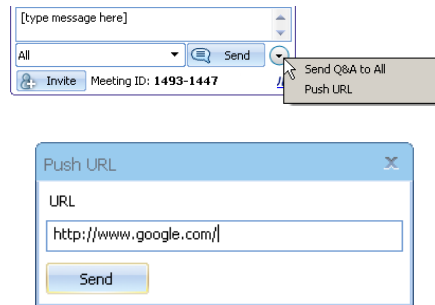 [type message here]
All Send
Send Q&A to All
Invite Meeting ID: 1493-1447
Push URL
Push URL x
URL
http://www.google.com/
Send